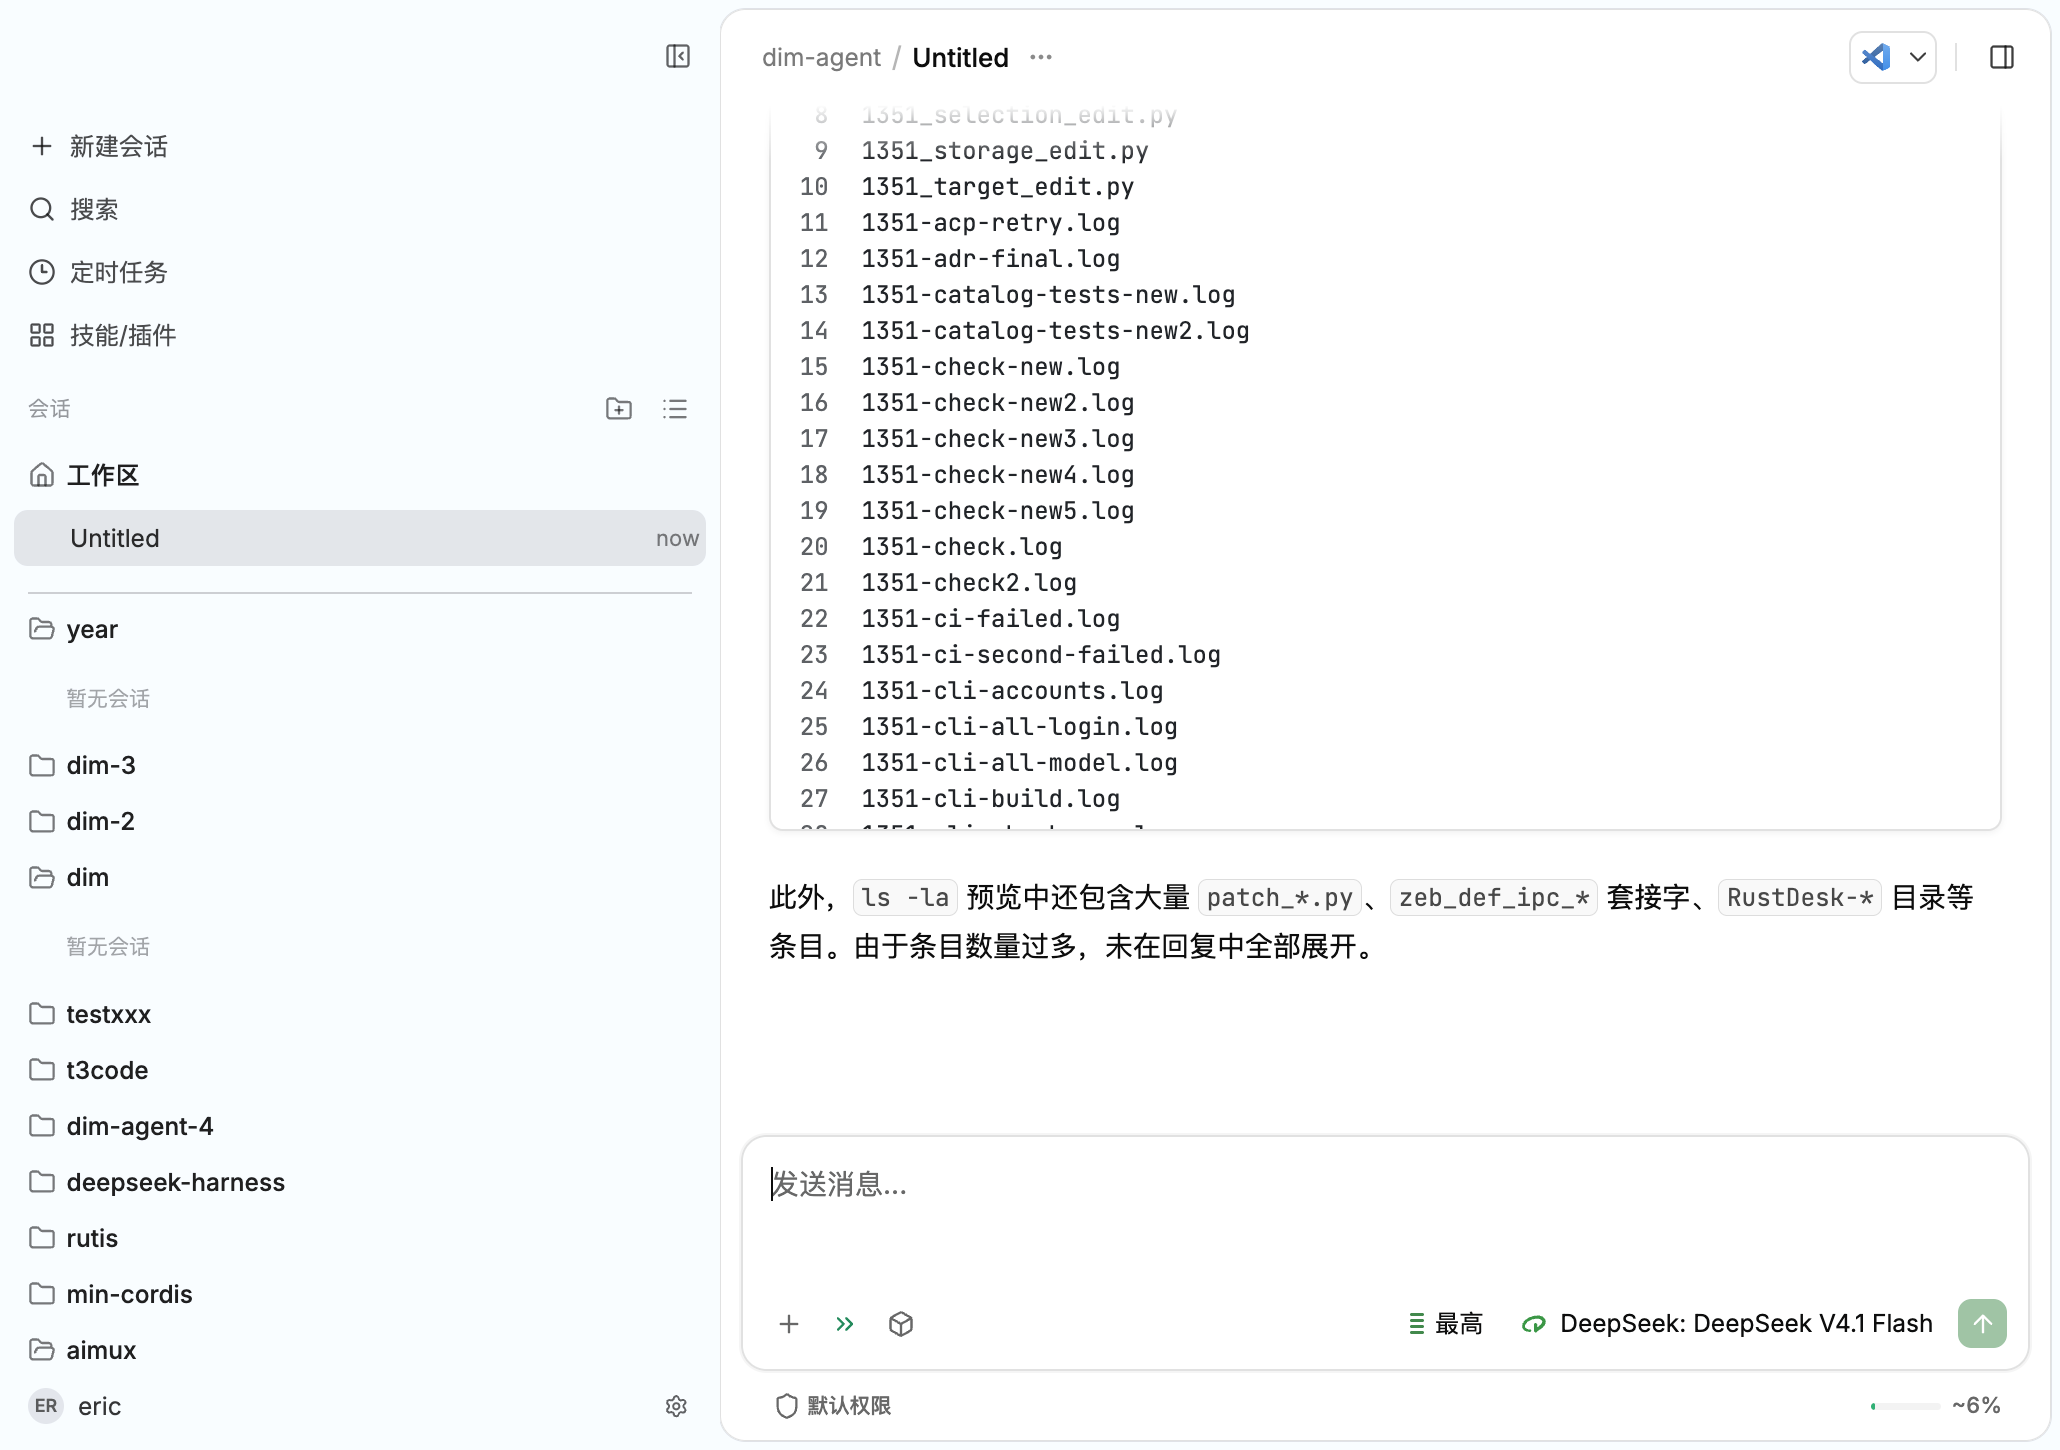 新建会话
搜索
定时任务
技能/插件
会话
工作区
Untitled now
year
暂无会话
dim-3
dim-2
dim
暂无会话
testxxx
t3code
dim-agent-4
deepseek-harness
rutis
min-cordis
aimux
ER eric
dim-agent / Untitled ···
8 1351_selection_edit.py
9 1351_storage_edit.py
10 1351_target_edit.py
11 1351-acp-retry.log
12 1351-adr-final.log
13 1351-catalog-tests-new.log
14 1351-catalog-tests-new2.log
15 1351-check-new.log
16 1351-check-new2.log
17 1351-check-new3.log
18 1351-check-new4.log
19 1351-check-new5.log
20 1351-check.log
21 1351-check2.log
22 1351-ci-failed.log
23 1351-ci-second-failed.log
24 1351-cli-accounts.log
25 1351-cli-all-login.log
26 1351-cli-all-model.log
27 1351-cli-build.log
此外， ls -la 预览中还包含大量 patch_*.py 、 zeb_def_ipc_* 套接字、 RustDesk-* 目录等
条目。由于条目数量过多，未在回复中全部展开。
发送消息...
最高 DeepSeek: DeepSeek V4.1 Flash
默认权限 ~6%